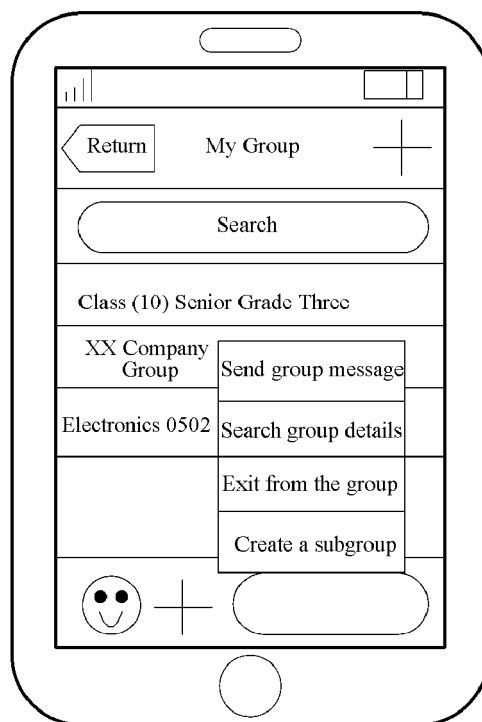 Return
My Group
Search
Class (10) Senior Grade Three
XX Company
Group
Send group message
Electronics 0502
Search group details
Exit from the group
Create a subgroup